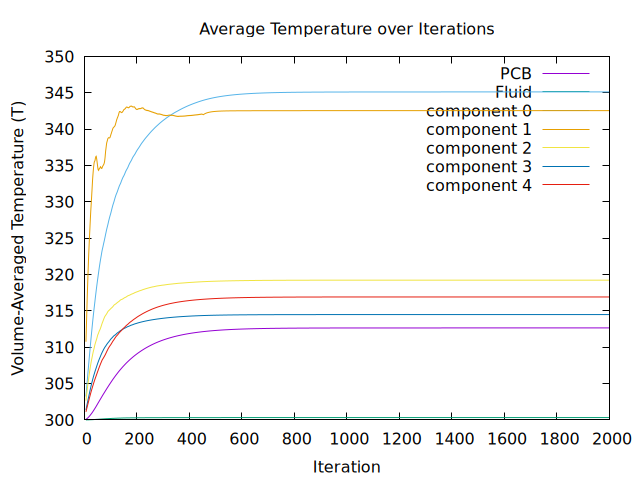 Average Temperature over Iterations
Volume-Averaged Temperature (T)
350
345
340
335
330
325
320
315
310
305
300
PCB
Fluid
component 0
component 1
component 2
component 3
component 4
0 200 400 600 800 1000 1200 1400 1600 1800 2000
Iteration